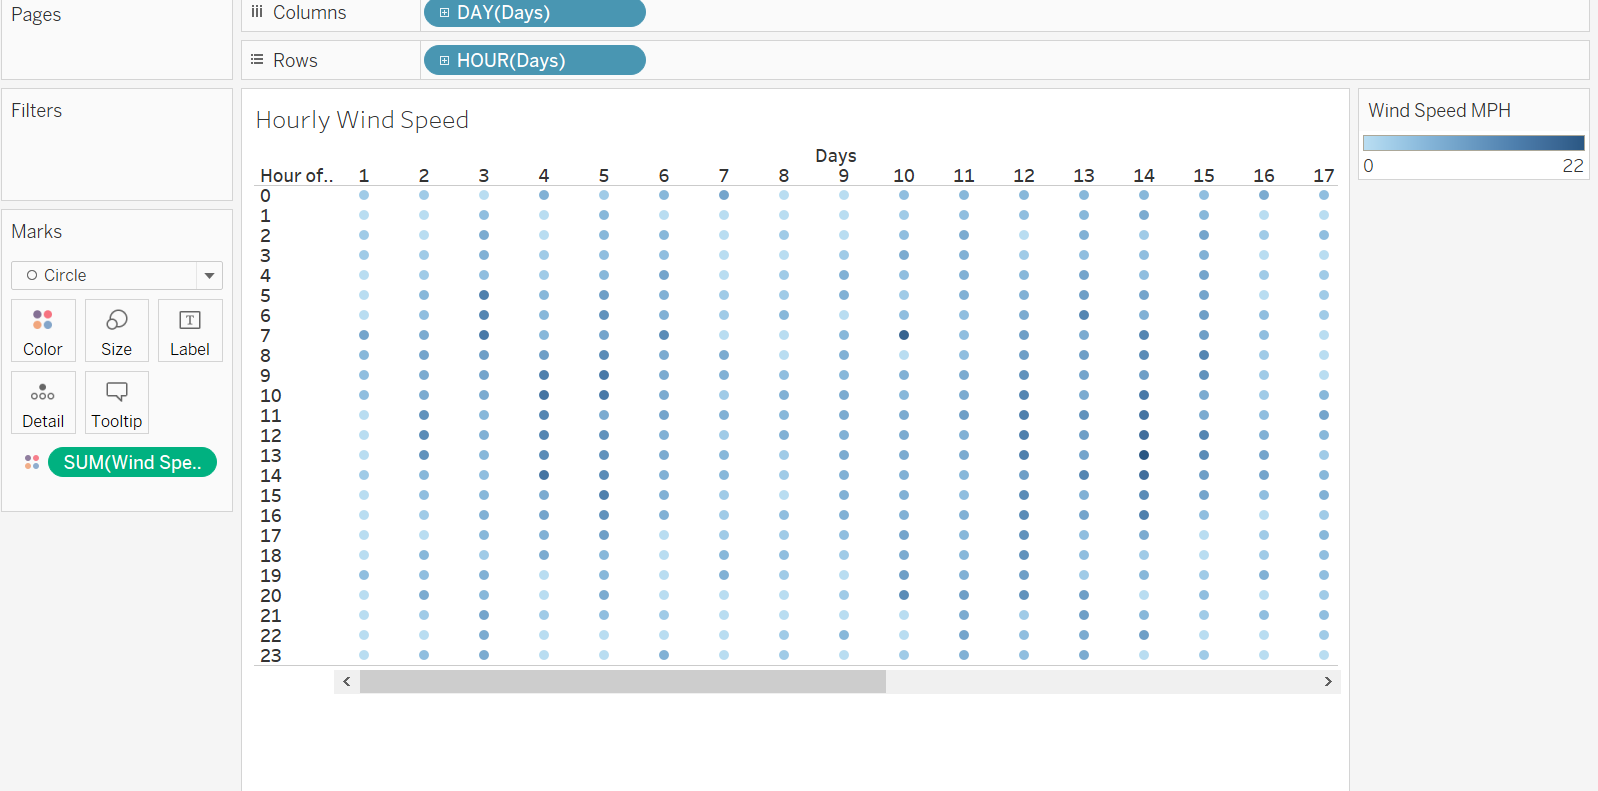 Pages
Columns
DAY(Days)
Rows
HOUR(Days)
Filters
Marks
Circle
Color Size T Label
Detail Tooltip
SUM(Wind Spe..
Hourly Wind Speed
Days
Hour of.. 1 2 3 4 5 6 7 8 9 10 11 12 13 14 15 16 17
0
1
2
3
4
5
6
7
8
9
10
11
12
13
14
15
16
17
18
19
20
21
22
23
Wind Speed MPH
0 22